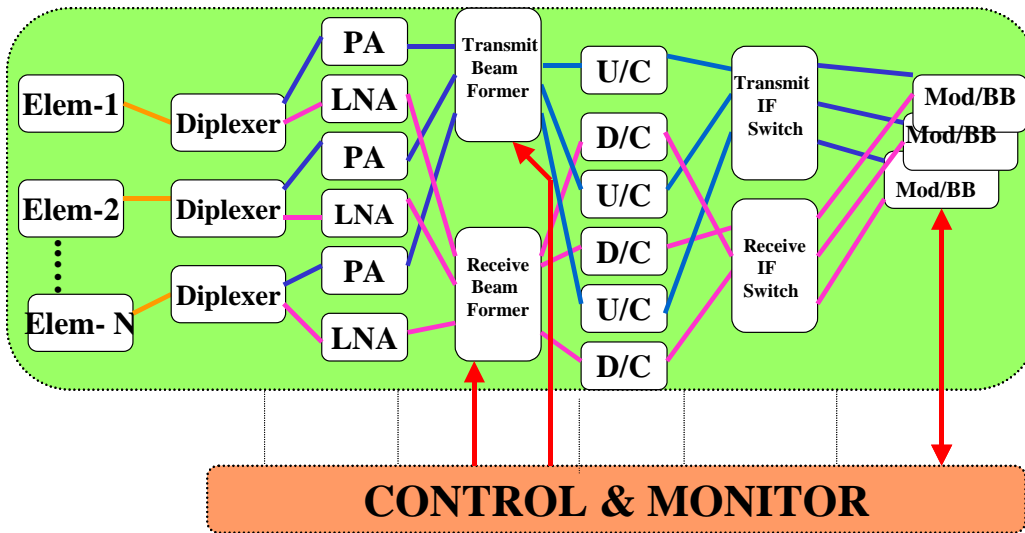 Elem-1
Elem-2
Elem- N
Diplexer
Diplexer
Diplexer
PA
LNA
PA
LNA
PA
LNA
Transmit
Beam
Former
Receive
Beam
Former
U/C
D/C
U/C
D/C
U/C
D/C
Transmit
IF
Switch
Receive
IF
Switch
Mod/BB
Mod/BB
Mod/BB
CONTROL & MONITOR